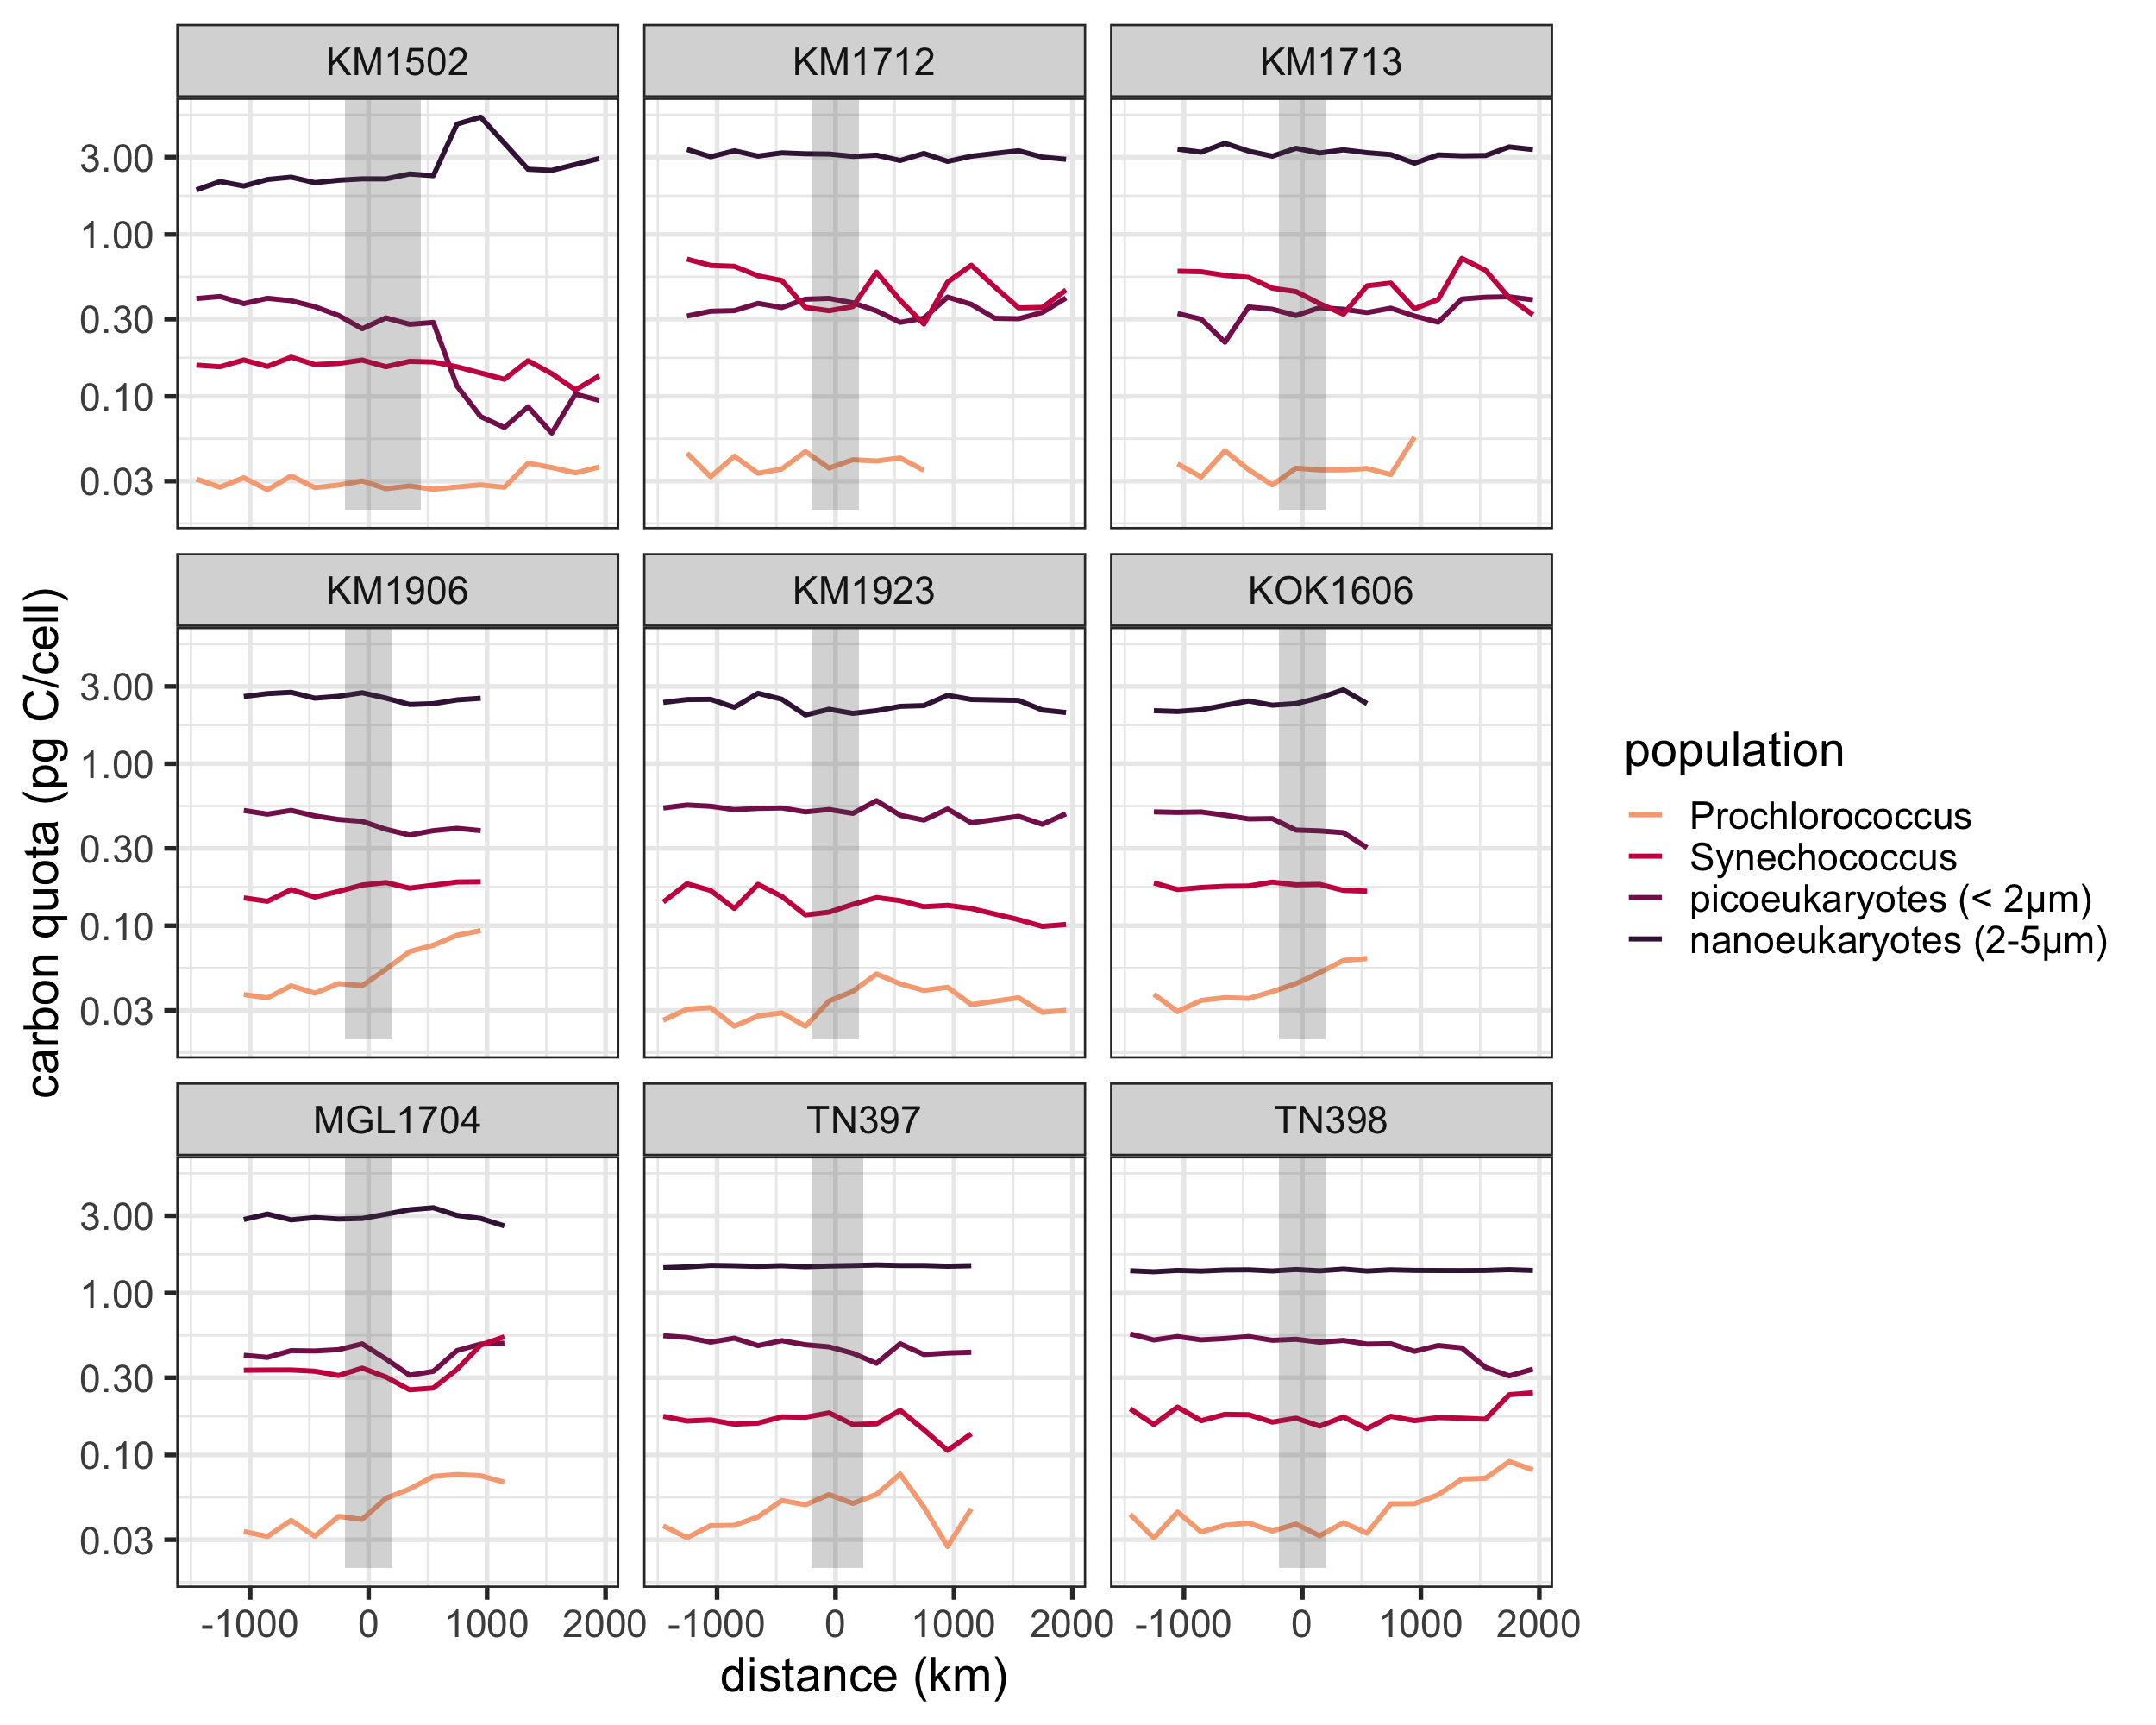 KM1502 KM1712 KM1713
3.00
1.00
0.30
0.10
0.03
KM1906 KM1923 KOK1606
3.00
1.00
0.30
0.10
0.03
MGL1704 TN397 TN398
3.00
1.00
0.30
0.10
0.03
-1000 0 1000 2000 -1000 0 1000 2000 -1000 0 1000 2000
distance (km)
carbon quota (pg C/cell)
population
Prochlorococcus
Synechococcus
picoeukaryotes (< 2μm)
nanoeukaryotes (2-5μm)